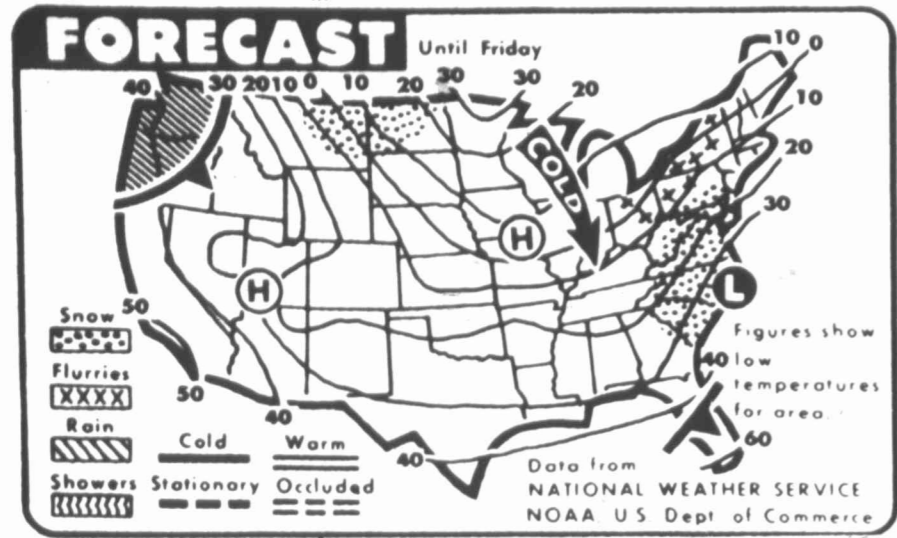 FORECAST
Until Friday
40 30 20 10 0 10 20 30 30 20 10 0
10
20
30
COLD
H
H
L
50
50
40
40
40
60
Snow
Flurries
XXXX
Rain
Showers
Cold Warm
Stationary Occluded
Figures show
low
temperatures
for area.
Data from
NATIONAL WEATHER SERVICE
NOAA U S Dept of Commerce